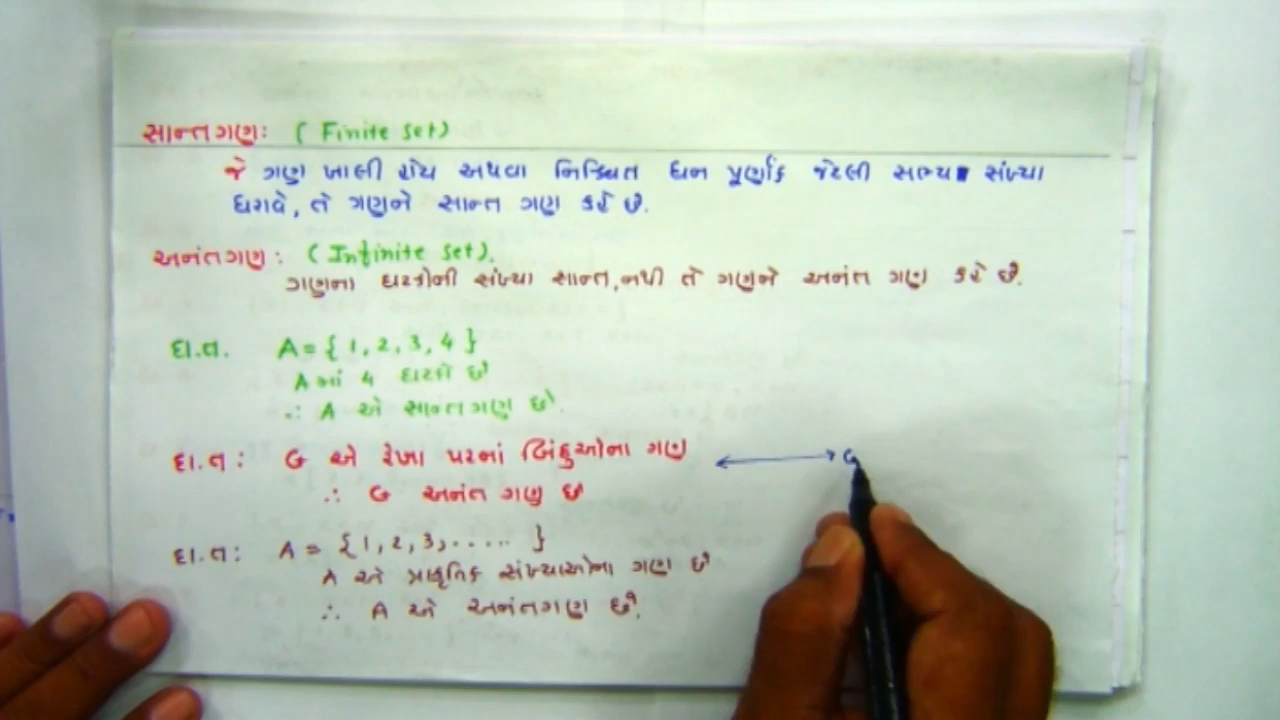 સાન્તગણઃ ( Finite set)
જે ગણ ખાલી હોય અથવા નિશ્ચિત ધન પૂર્ણાંક જેટલી સભ્ય સંખ્યા
ધરાવે, તે ગણને સાન્ત ગણ કહે છે.
અનંતગણ : ( Infinite set).
ગણના ઘટકોની સંખ્યા સાન્ત નથી તે ગણને અનંત ગણ કહે છે.
દા.ત. A = { 1, 2, 3, 4 }
A માં 4 ઘટકો છે
∴ A એ સાન્તગણ છે.
દા.ત : G એ રેખા પરનાં બિંદુઓના ગણ G
∴ G અનંત ગણ છે
દા.ત : A = {1, 2, 3, ..... }
A એ પ્રાકૃતિક સંખ્યાઓના ગણ છે
∴ A એ અનંતગણ છે.